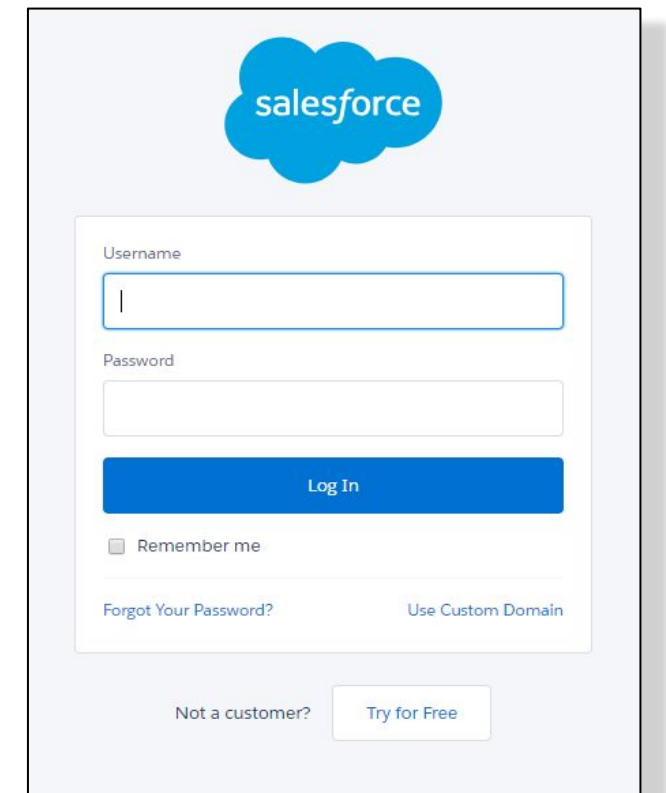 salesforce
Username
Password
Log In
Remember me
Forgot Your Password? Use Custom Domain
Not a customer? Try for Free